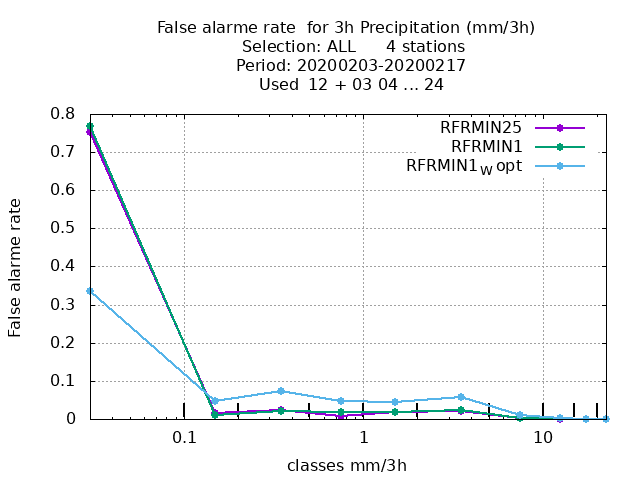 False alarme rate  for 3h Precipitation (mm/3h)
Selection: ALL      4 stations
Period: 20200203-20200217
Used  12 + 03 04 ... 24
RFRMIN25
RFRMIN1
RFRMIN1W opt
0.8
0.7
0.6
0.5
0.4
0.3
0.2
0.1
0
False alarme rate
0.1
1
10
classes mm/3h